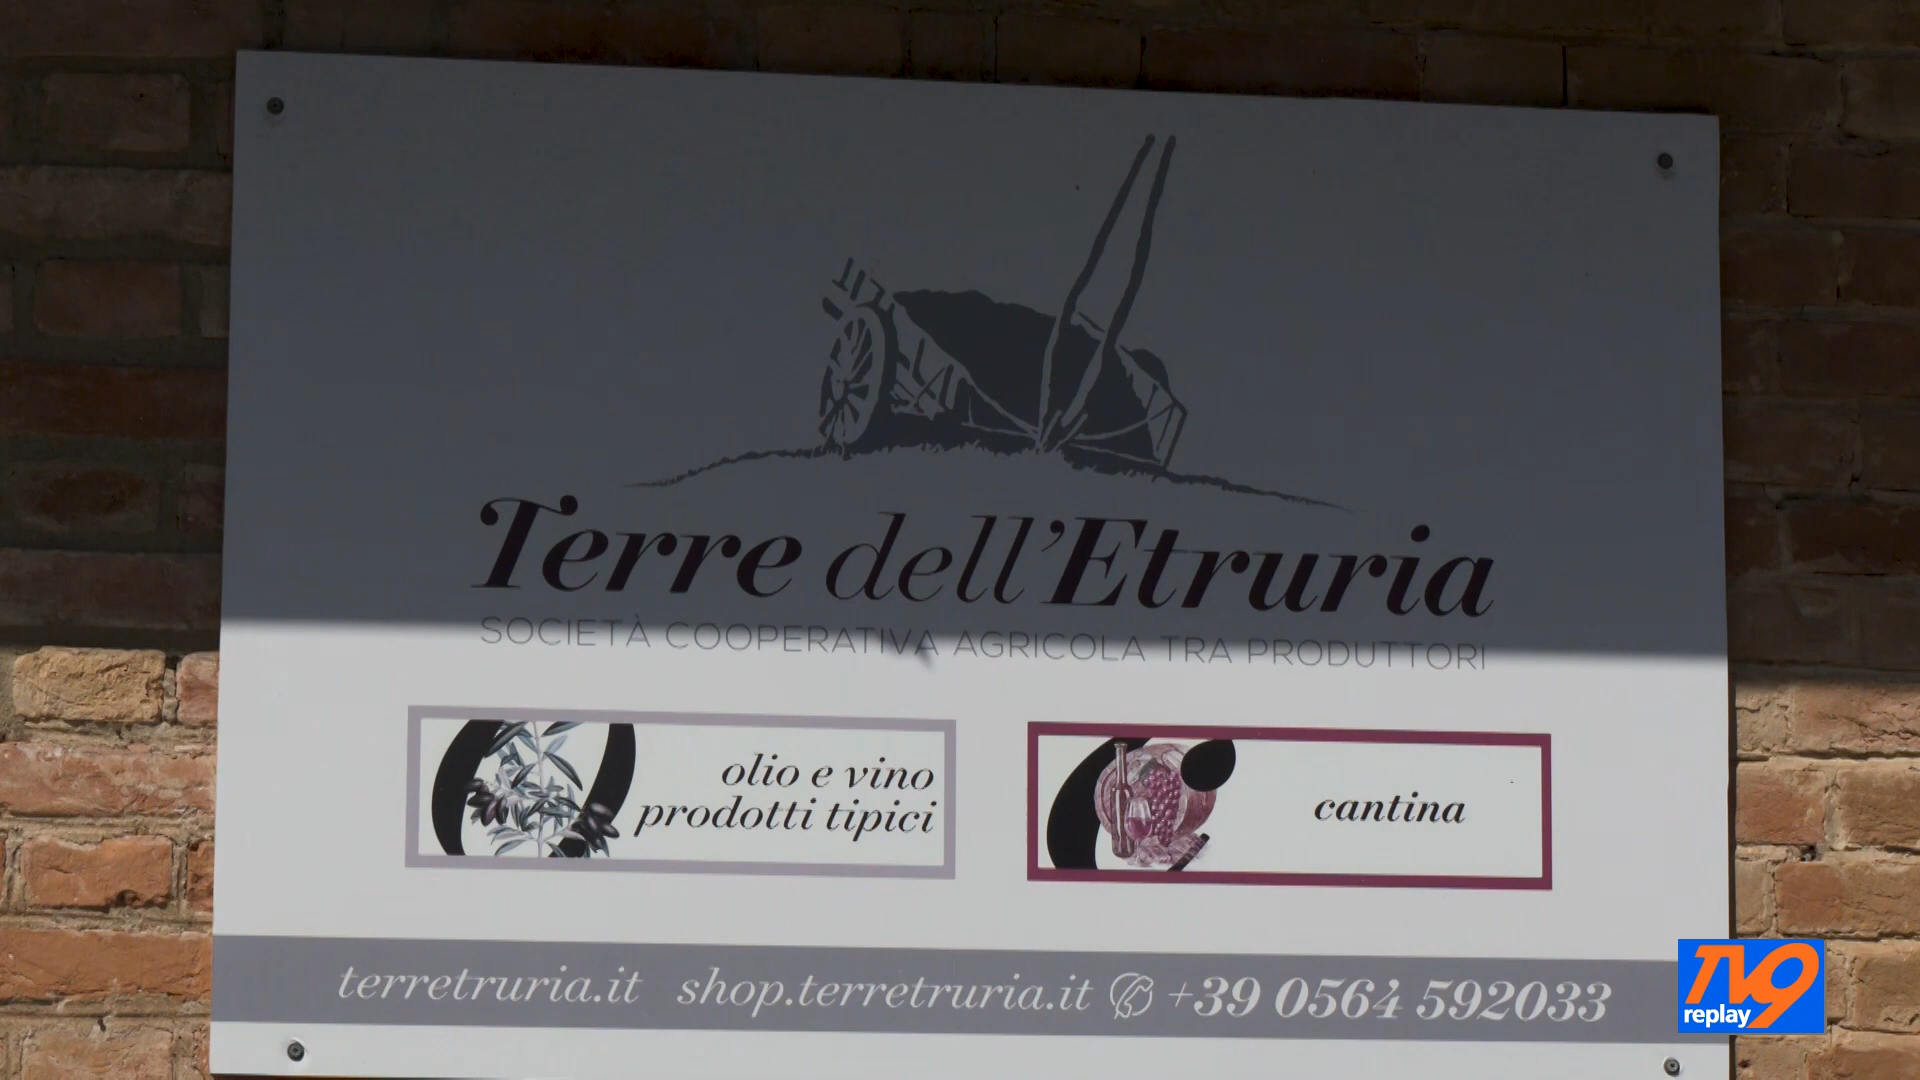 Terre dell'Etruria
SOCIETÀ COOPERATIVA AGRICOLA TRA PRODUTTORI
olio e vino
prodotti tipici
cantina
terretruria.it shop.terretruria.it +39 0564 592033
TV9
replay